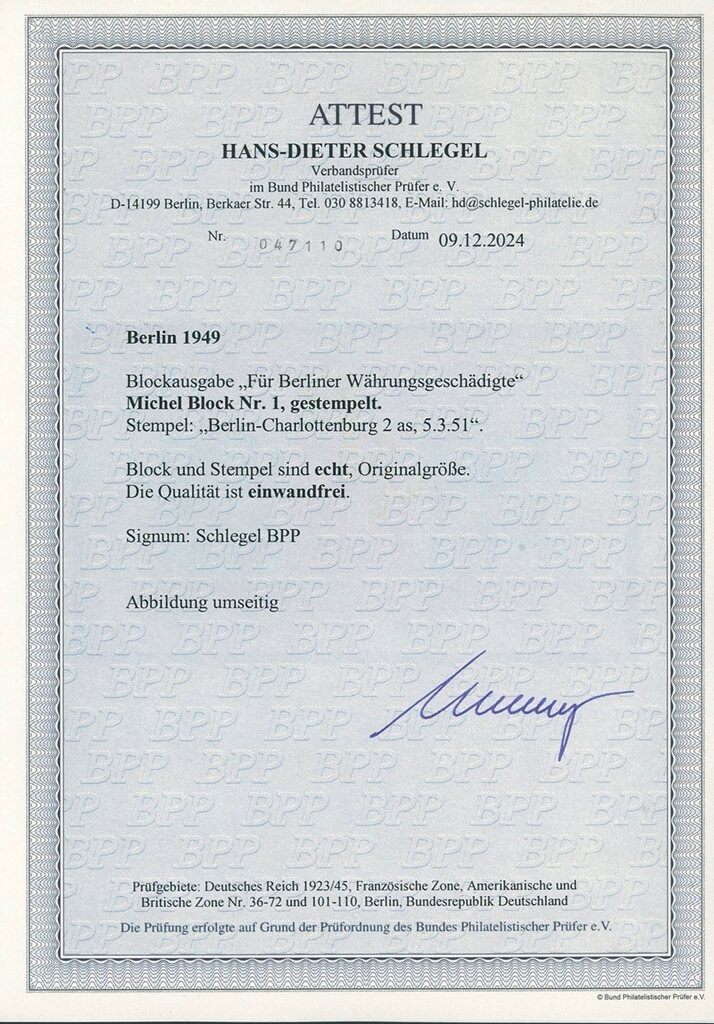 ATTEST
HANS-DIETER SCHLEGEL
Verbandsprüfer
im Bund Philatelistischer Prüfer e. V.
D-14199 Berlin, Berkaer Str. 44, Tel. 030 8813418, E-Mail: hd@schlegel-philatelie.de
Nr. 047110 Datum 09.12.2024
Berlin 1949
Blockausgabe „Für Berliner Währungsgeschädigte“
Michel Block Nr. 1, gestempelt.
Stempel: „Berlin-Charlottenburg 2 as, 5.3.51“.
Block und Stempel sind echt, Originalgröße.
Die Qualität ist einwandfrei.
Signum: Schlegel BPP
Abbildung umseitig
Prüfgebiete: Deutsches Reich 1923/45, Französische Zone, Amerikanische und
Britische Zone Nr. 36-72 und 101-110, Berlin, Bundesrepublik Deutschland
Die Prüfung erfolgte auf Grund der Prüfordnung des Bundes Philatelistischer Prüfer e.V.
© Bund Philatelistischer Prüfer e.V.